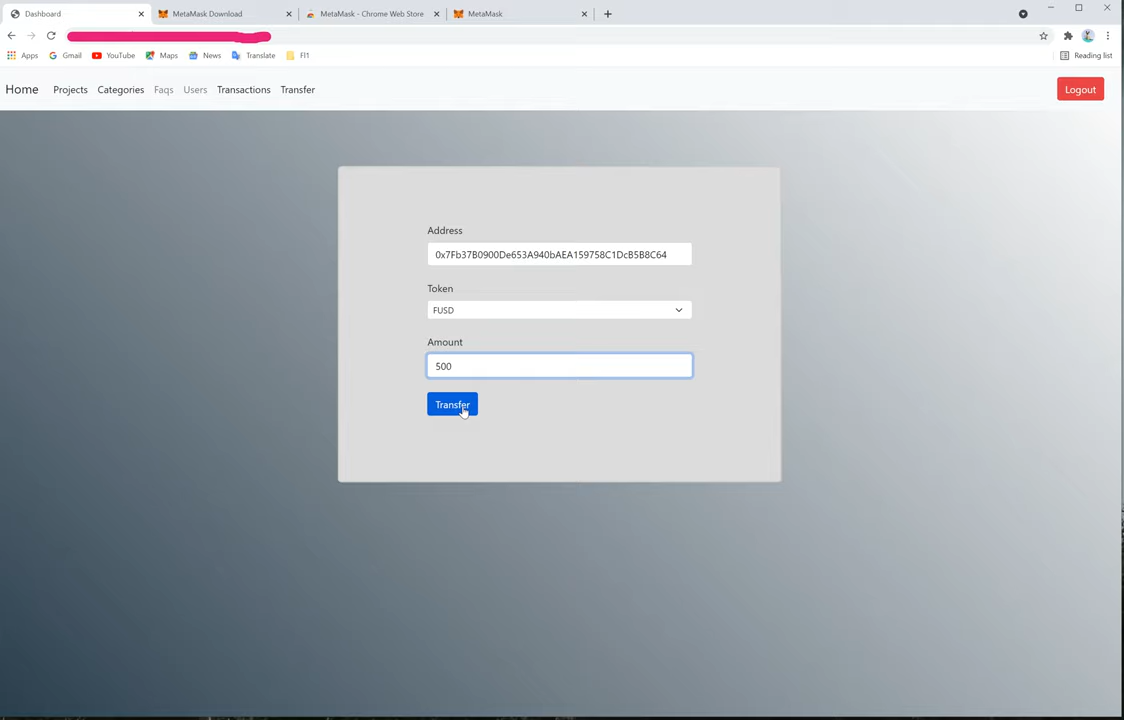 Dashboard
MetaMask Download
MetaMask - Chrome Web Store
MetaMask
Apps
Gmail
YouTube
Maps
News
Translate
FI1
Reading list
Home
Projects
Categories
Faqs
Users
Transactions
Transfer
Logout
Address
0x7Fb37B0900De653A940bAEA159758C1DcB5B8C64
Token
FUSD
Amount
500
Transfer